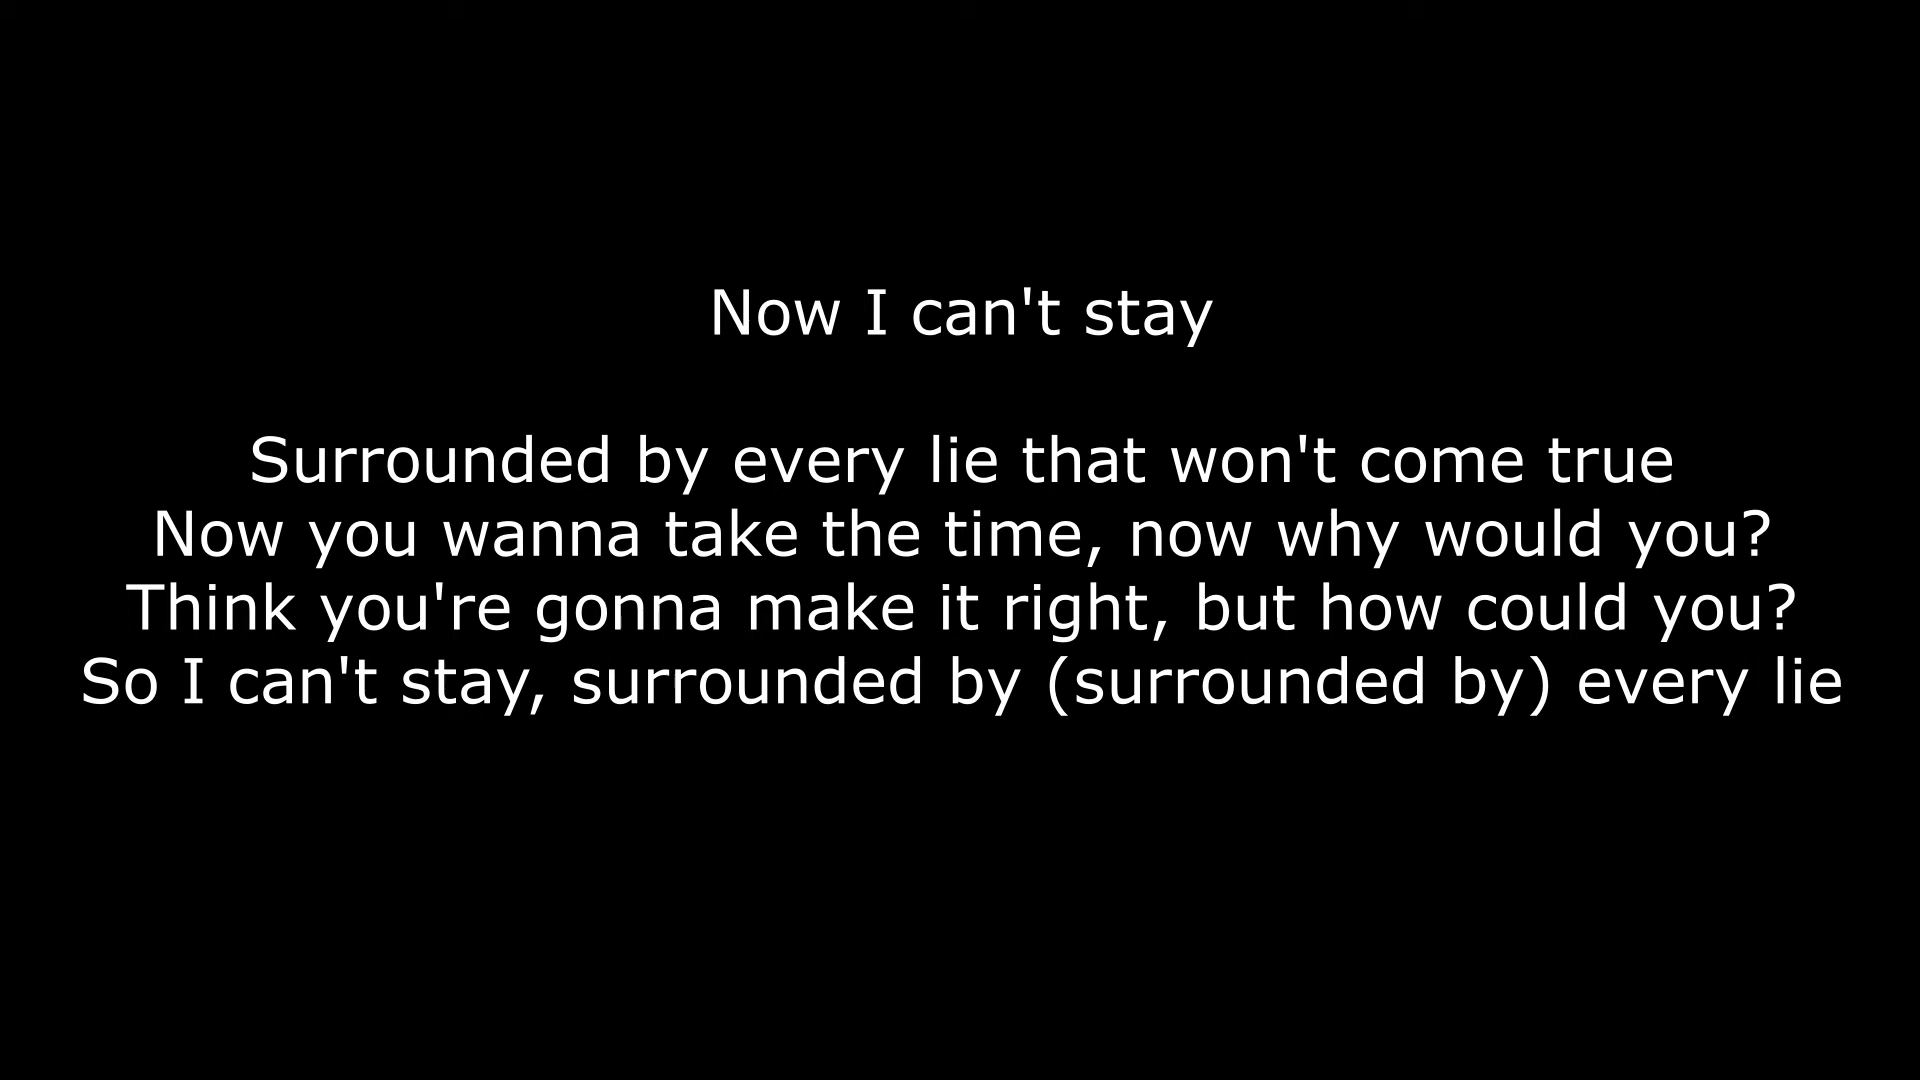 Now I can't stay
Surrounded by every lie that won't come true
Now you wanna take the time, now why would you?
Think you're gonna make it right, but how could you?
So I can't stay, surrounded by (surrounded by) every lie